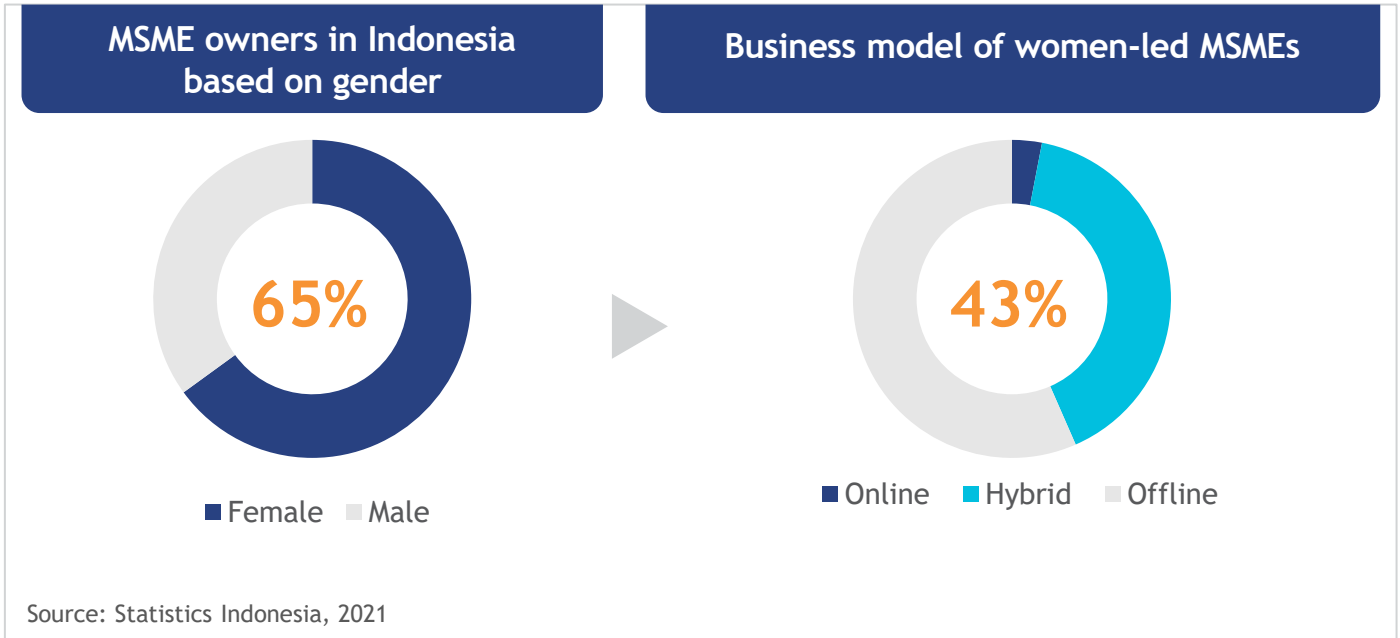 MSME owners in Indonesia
based on gender
Business model of women-led MSMEs
65%
43%
Female Male
Online Hybrid Offline
Source: Statistics Indonesia, 2021